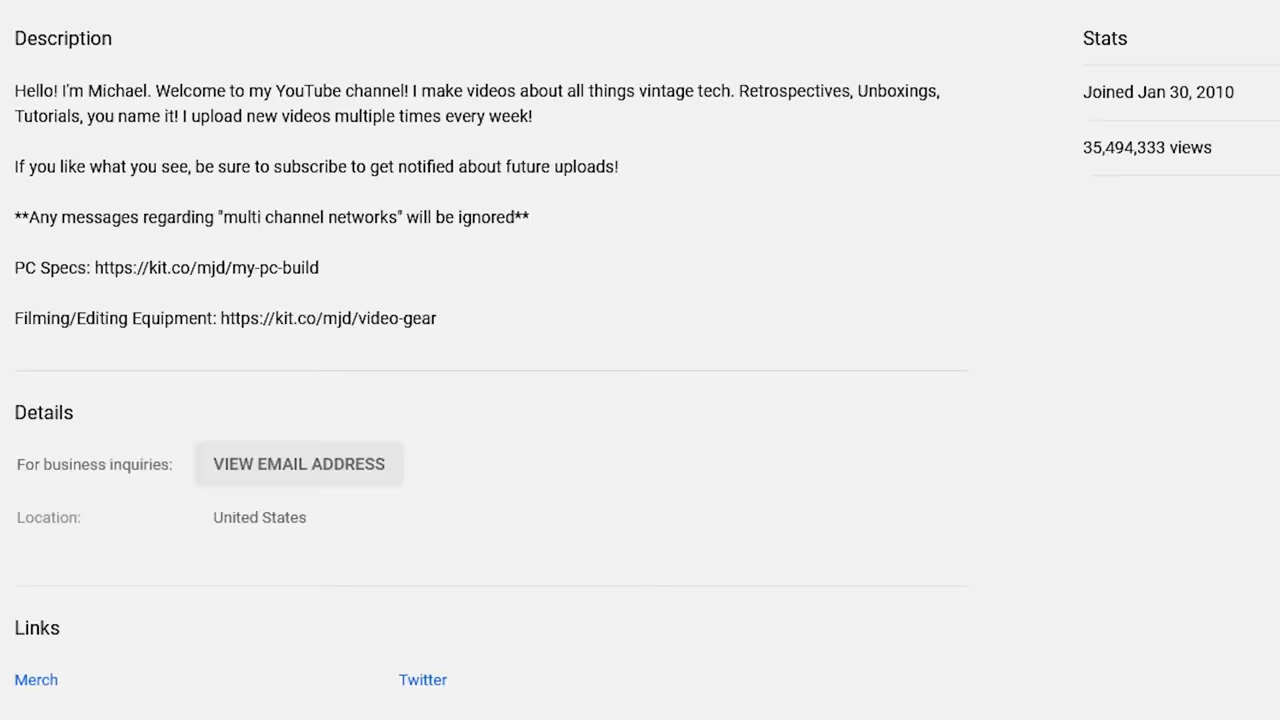 Description
Stats
Hello! I'm Michael. Welcome to my YouTube channel! I make videos about all things vintage tech. Retrospectives, Unboxings,
Tutorials, you name it! I upload new videos multiple times every week!
Joined Jan 30, 2010
35,494,333 views
If you like what you see, be sure to subscribe to get notified about future uploads!
**Any messages regarding "multi channel networks" will be ignored**
PC Specs: https://kit.co/mjd/my-pc-build
Filming/Editing Equipment: https://kit.co/mjd/video-gear
Details
For business inquiries: VIEW EMAIL ADDRESS
Location: United States
Links
Merch Twitter